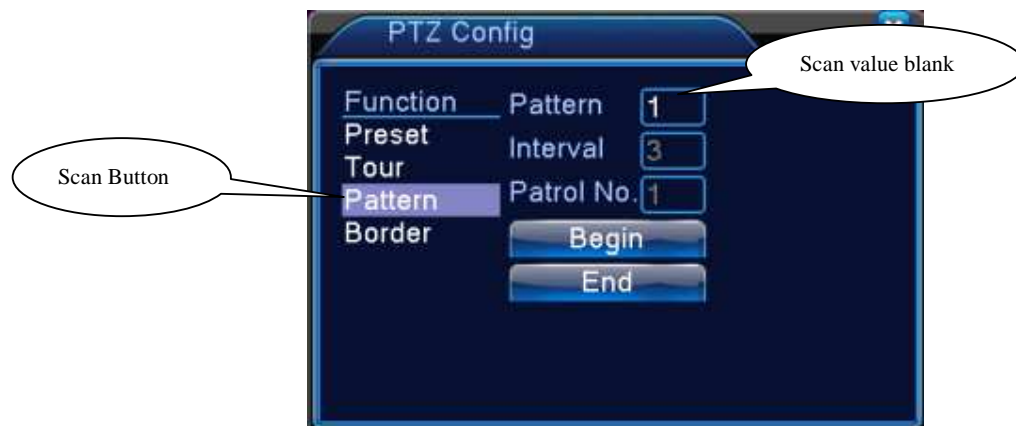 PTZ Config
Scan value blank
Function
Pattern 1
Preset
Interval 3
Tour
Scan Button
Pattern
Patrol No. 1
Border
Begin
End